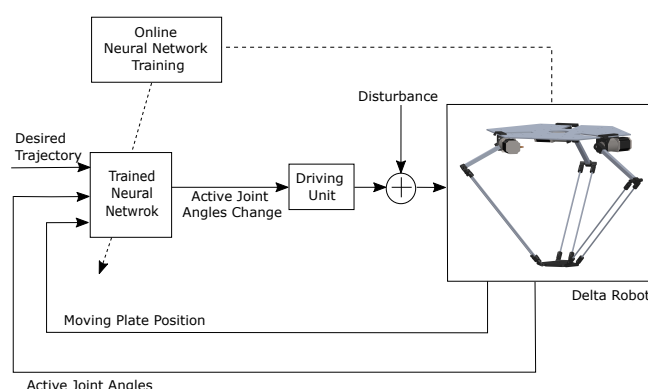 Online
Neural Network
Training
Disturbance
Desired
Trajectory
Trained
Neural
Netwrok
Active Joint
Angles Change
Driving
Unit
Delta Robot
Moving Plate Position
Active Joint Angles